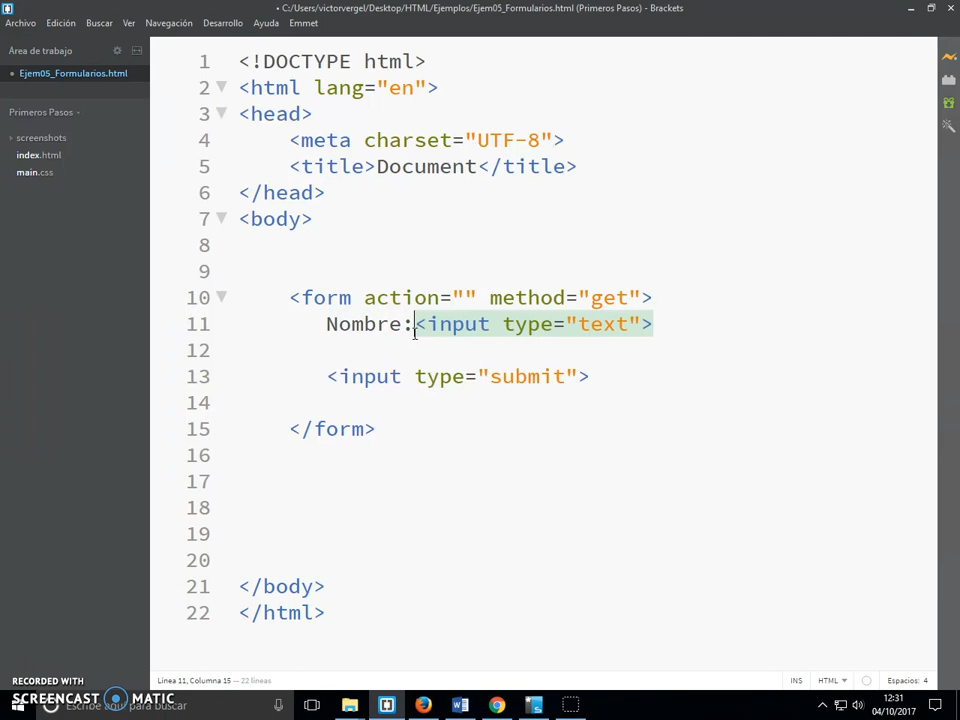 • C:/Users/victorvergel/Desktop/HTML/Ejemplos/Ejem05_Formularios.html (Primeros Pasos) - Brackets
Archivo Edición Buscar Ver Navegación Desarrollo Ayuda Emmet
Área de trabajo
• Ejem05_Formularios.html
Primeros Pasos
screenshots
index.html
main.css
1 <!DOCTYPE html>
2 <html lang="en">
3 <head>
4 <meta charset="UTF-8">
5 <title>Document</title>
6 </head>
7 <body>
8
9
10 <form action="" method="get">
11 Nombre:<input type="text">
12
13 <input type="submit">
14
15 </form>
16
17
18
19
20
21 </body>
22 </html>
Línea 11, Columna 15 — 22 líneas INS HTML Espacios: 4
RECORDED WITH
SCREENCAST MATIC
Escribe aquí para buscar
12:31
04/10/2017